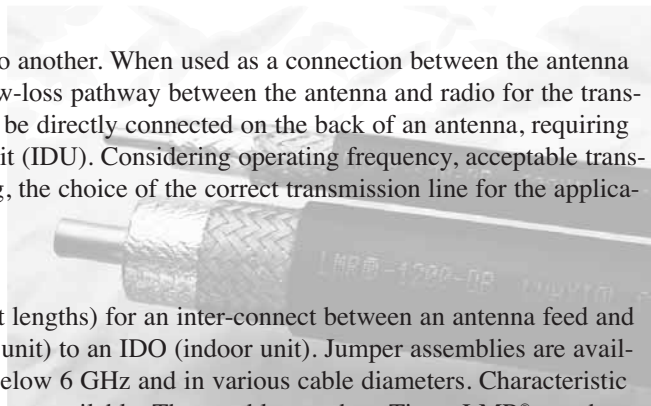 o another. When used as a connection between the antenna
w-loss pathway between the antenna and radio for the trans-
be directly connected on the back of an antenna, requiring
it (IDU). Considering operating frequency, acceptable trans-
g, the choice of the correct transmission line for the applica-
LMR®-1200-DB
t lengths) for an inter-connect between an antenna feed and
unit) to an IDO (indoor unit). Jumper assemblies are avail-
elow 6 GHz and in various cable diameters. Characteristic